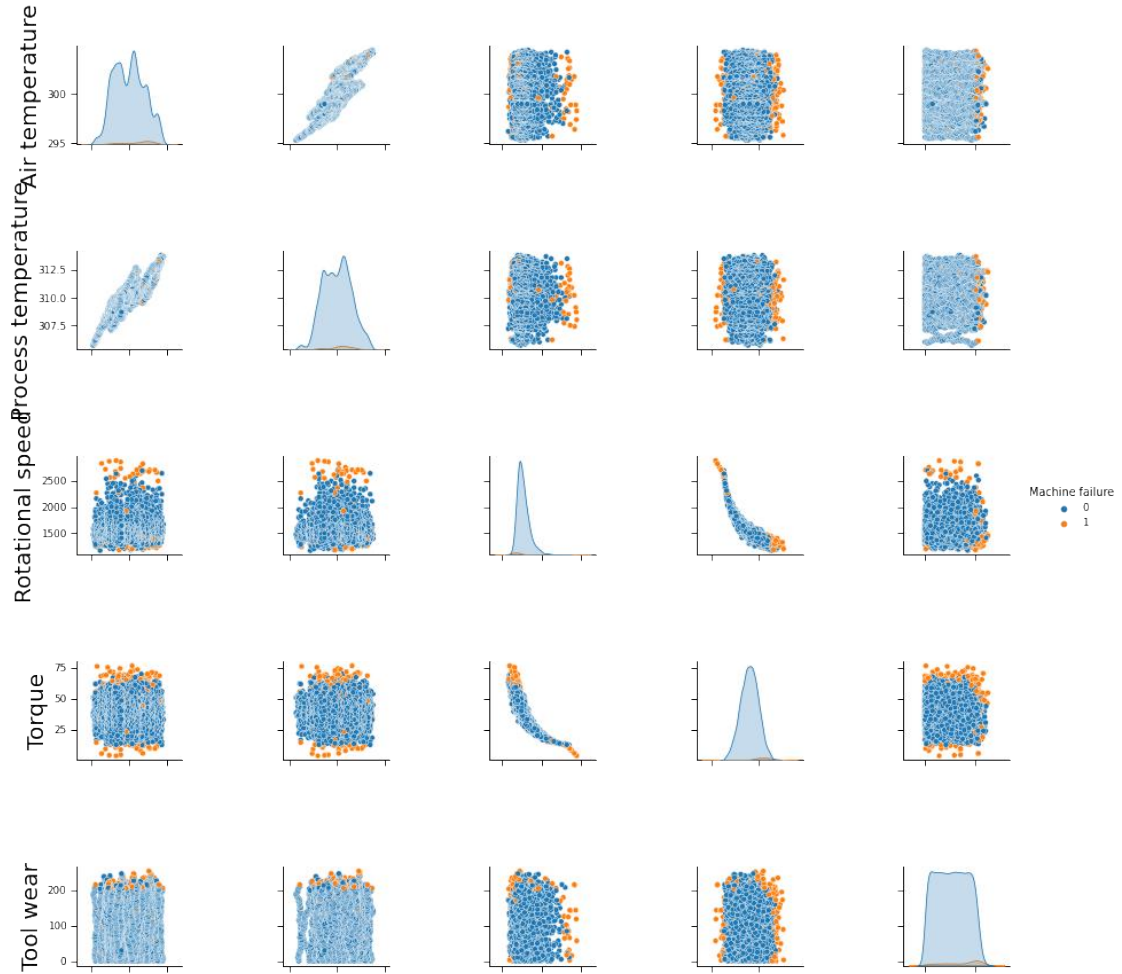 Air temperature
300
295
Process temperature
312.5
310.0
307.5
Rotational speed
2500
2000
1500
Machine failure
0
1
Torque
75
50
25
Tool wear
200
100
0